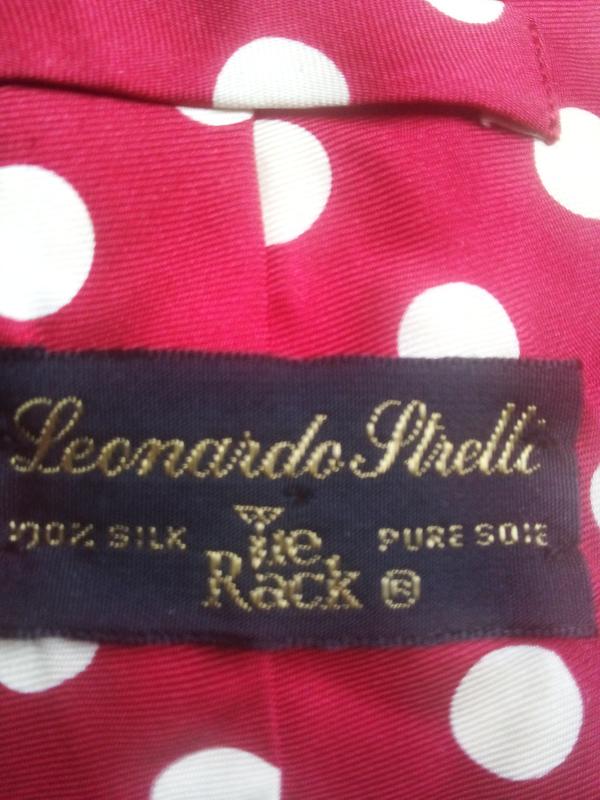 Leonardo Strelli
100% SILK Tie PURE SOIE
Rack ®